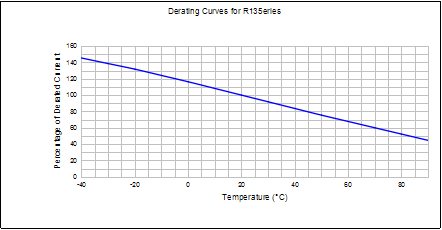 Derating Curves for R135eries
Percentage of Derated Current
160
140
120
100
80
60
40
20
0
-40 -20 0 20 40 60 80
Temperature (°C)